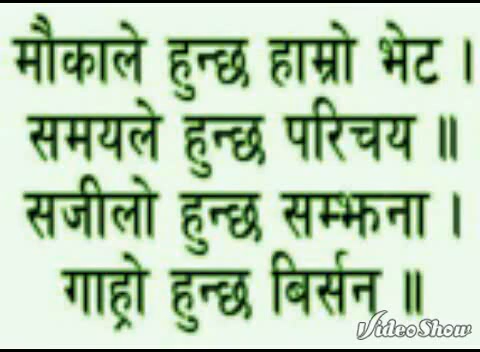 मौकाले हुन्छ हाम्रो भेट ।
समयले हुन्छ परिचय ॥
सजीलो हुन्छ सम्झना ।
गाह्रो हुन्छ बिर्सन ॥
VideoShow